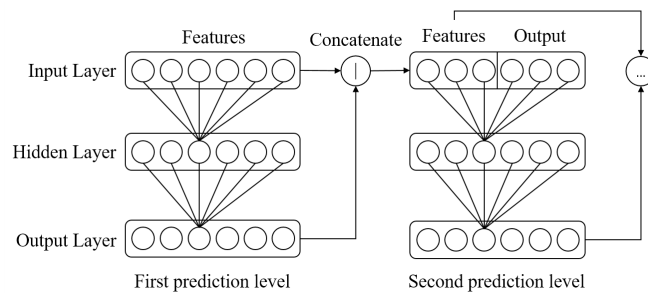 Features
Concatenate
Features
Output
Input Layer
|
...
Hidden Layer
Output Layer
First prediction level
Second prediction level